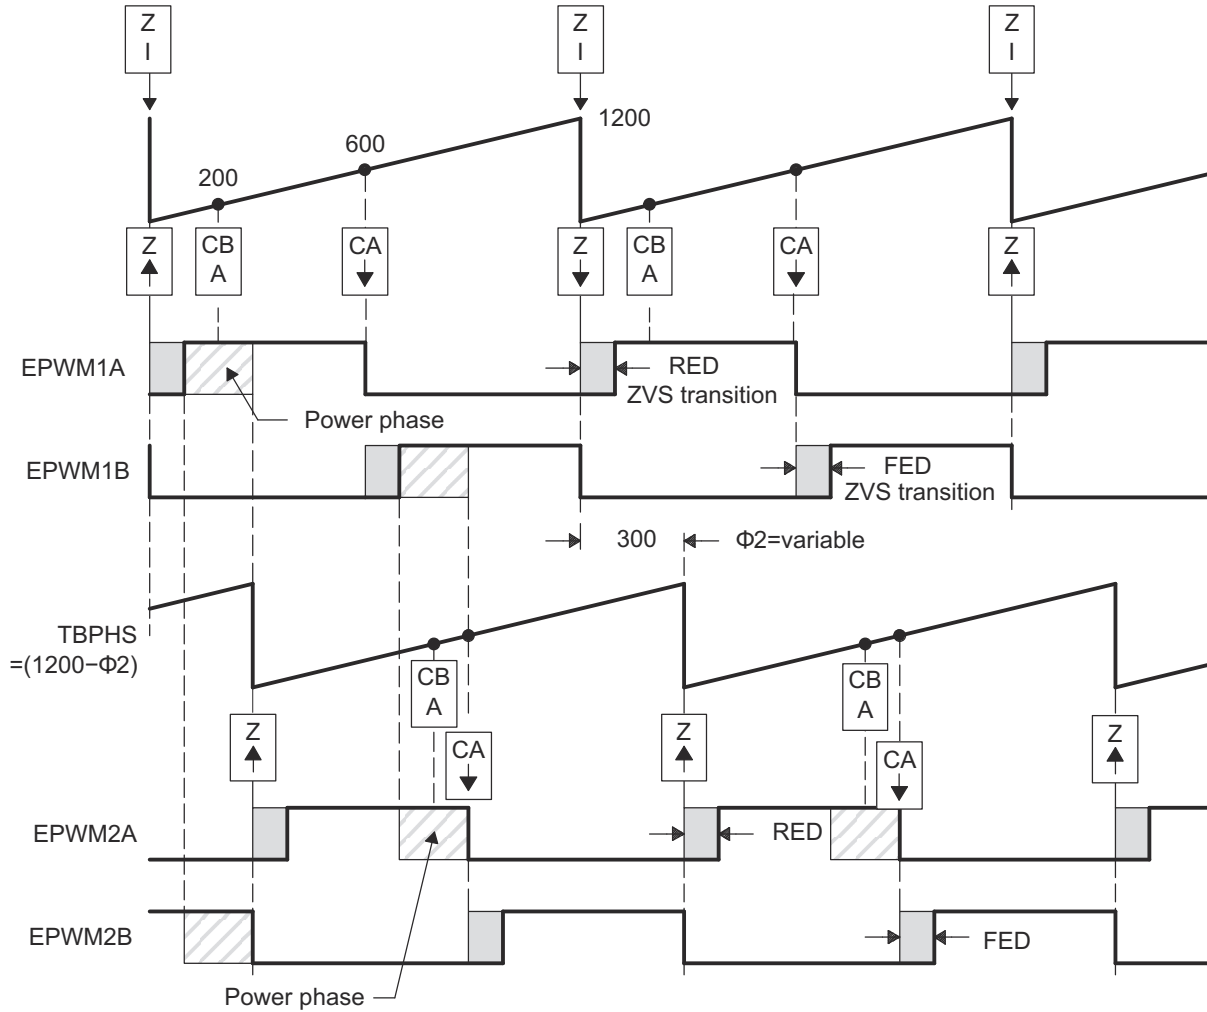 Z
I
Z
I
Z
I
1200
600
200
Z
CB
A
CA
Z
CB
A
CA
Z
EPWM1A
RED
ZVS transition
Power phase
EPWM1B
FED
ZVS transition
300
Φ2=variable
TBPHS
=(1200−Φ2)
CB
A
CB
A
Z
CA
Z
CA
Z
EPWM2A
RED
EPWM2B
FED
Power phase